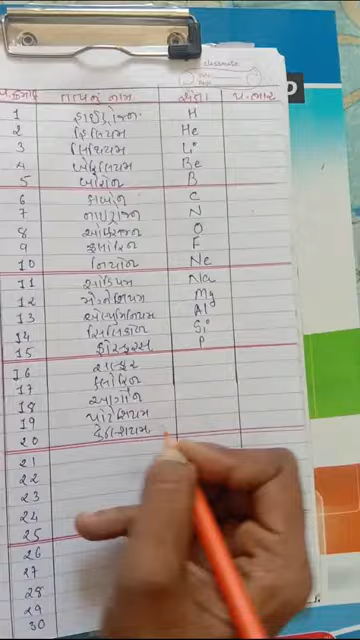 classmate
Date
Page
પ.ક્રમાંક તત્વનું નામ સંજ્ઞા પ.ભાર
1 હાઈડ્રોજન H
2 હિલિયમ He
3 લિથિયમ Li
4 બેરિલિયમ Be
5 બોરોન B
6 કાર્બન C
7 નાઈટ્રોજન N
8 ઓક્સિજન O
9 ફ્લોરિન F
10 નિયોન Ne
11 સોડિયમ Na
12 મેગ્નેશિયમ Mg
13 એલ્યુમિનિયમ Al
14 સિલિકોન Si
15 ફોસ્ફરસ P
16 સલ્ફર
17 ક્લોરિન
18 આર્ગોન
19 પોટેશિયમ
20 કેલ્શિયમ
21
22
23
24
25
26
27
28
29
30